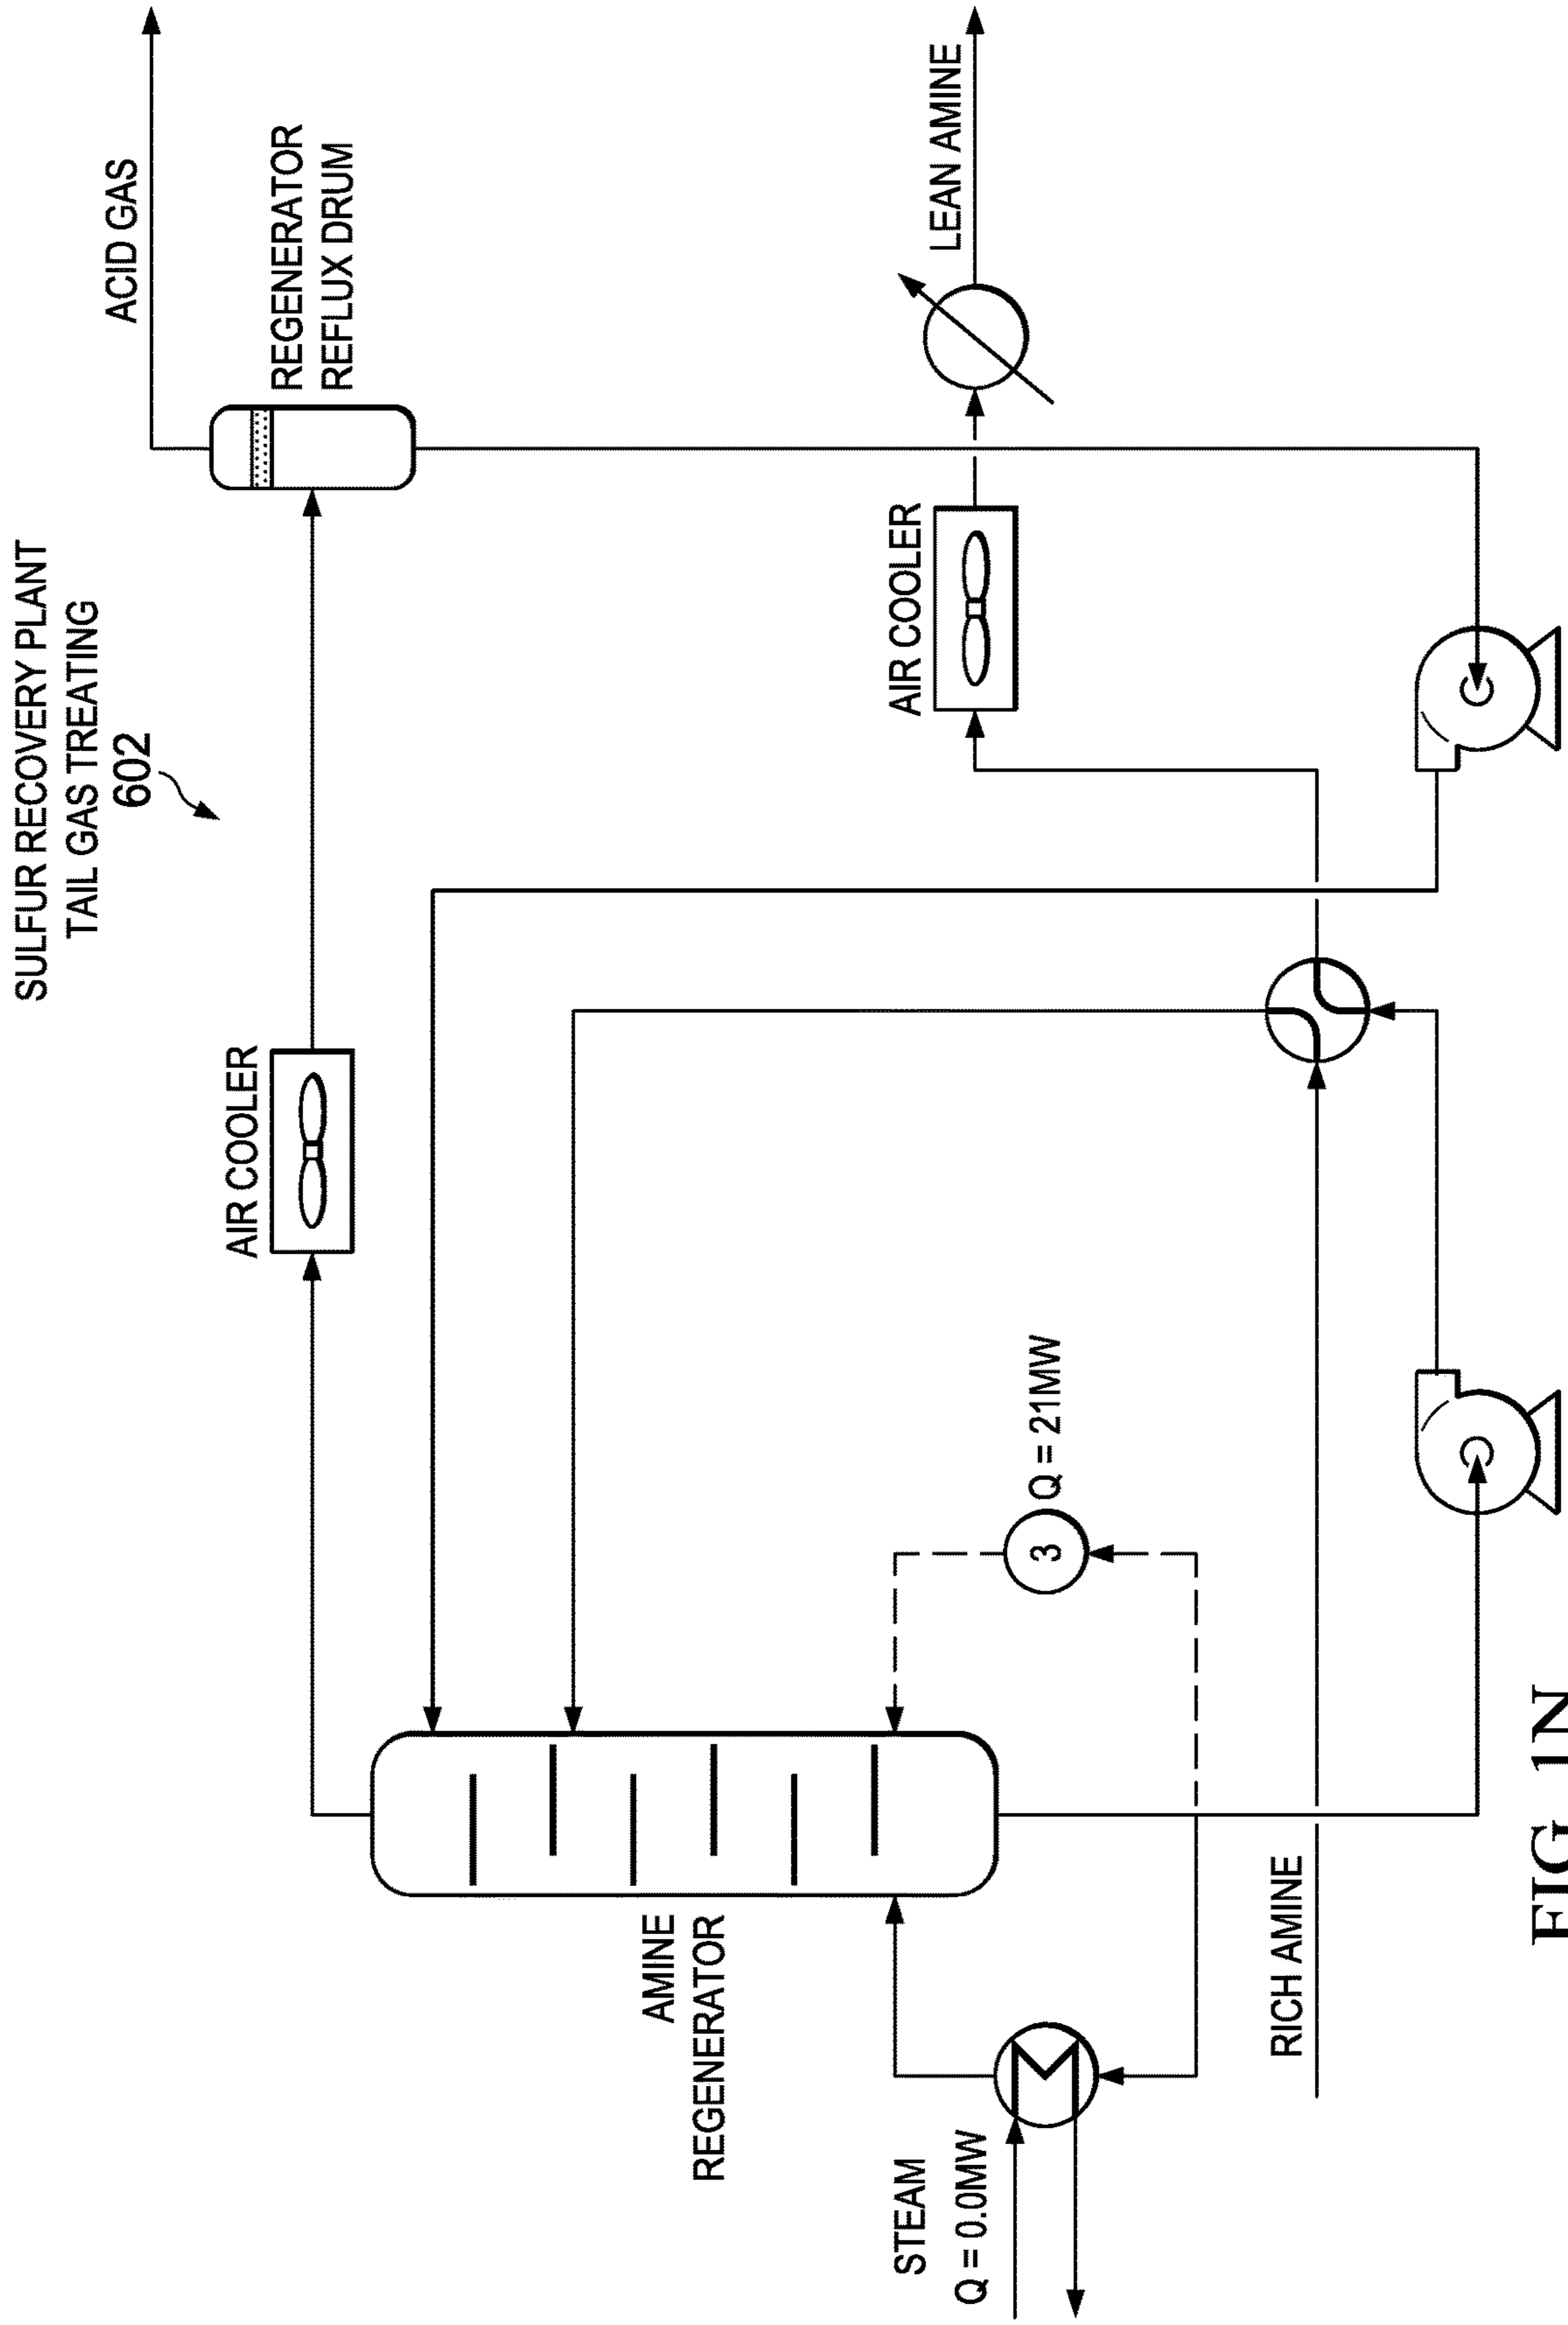 SULFUR RECOVERY PLANT
TAIL GAS TREATING
602
ACID GAS
REGENERATOR
REFLUX DRUM
AIR COOLER
AIR COOLER
LEAN AMINE
AMINE
REGENERATOR
3
Q = 21MW
STEAM
Q = 0.0MW
RICH AMINE
FIG. 1N